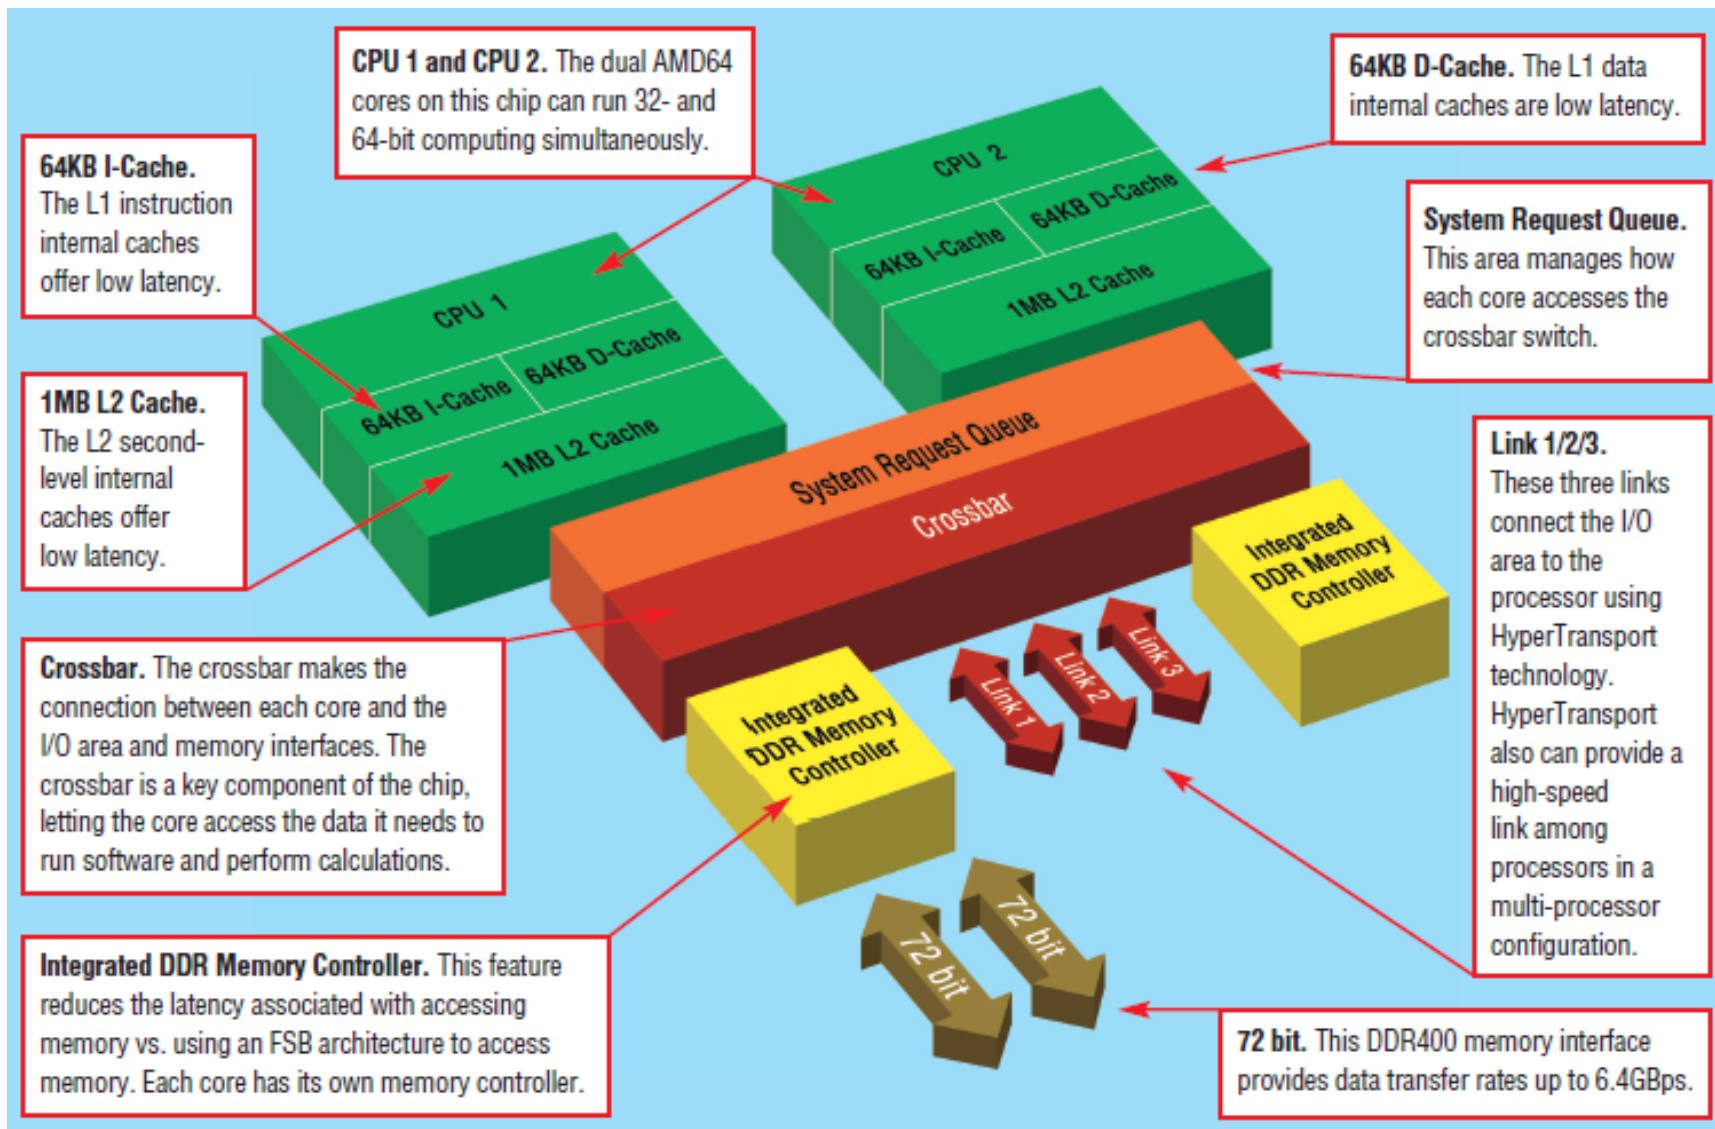 CPU 1 and CPU 2. The dual AMD64
cores on this chip can run 32- and
64-bit computing simultaneously.
64KB D-Cache. The L1 data
internal caches are low latency.
64KB I-Cache.
The L1 instruction
internal caches
offer low latency.
System Request Queue.
This area manages how
each core accesses the
crossbar switch.
1MB L2 Cache.
The L2 second-
level internal
caches offer
low latency.
CPU 2
64KB I-Cache
64KB D-Cache
1MB L2 Cache
CPU 1
64KB I-Cache
64KB D-Cache
1MB L2 Cache
System Request Queue
Crossbar
Integrated
DDR Memory
Controller
Link 1
Link 2
Link 3
Integrated
DDR Memory
Controller
72 bit
72 bit
Link 1/2/3.
These three links
connect the I/O
area to the
processor using
HyperTransport
technology.
HyperTransport
also can provide a
high-speed
link among
processors in a
multi-processor
configuration.
Crossbar. The crossbar makes the
connection between each core and the
I/O area and memory interfaces. The
crossbar is a key component of the chip,
letting the core access the data it needs to
run software and perform calculations.
Integrated DDR Memory Controller. This feature
reduces the latency associated with accessing
memory vs. using an FSB architecture to access
memory. Each core has its own memory controller.
72 bit. This DDR400 memory interface
provides data transfer rates up to 6.4GBps.